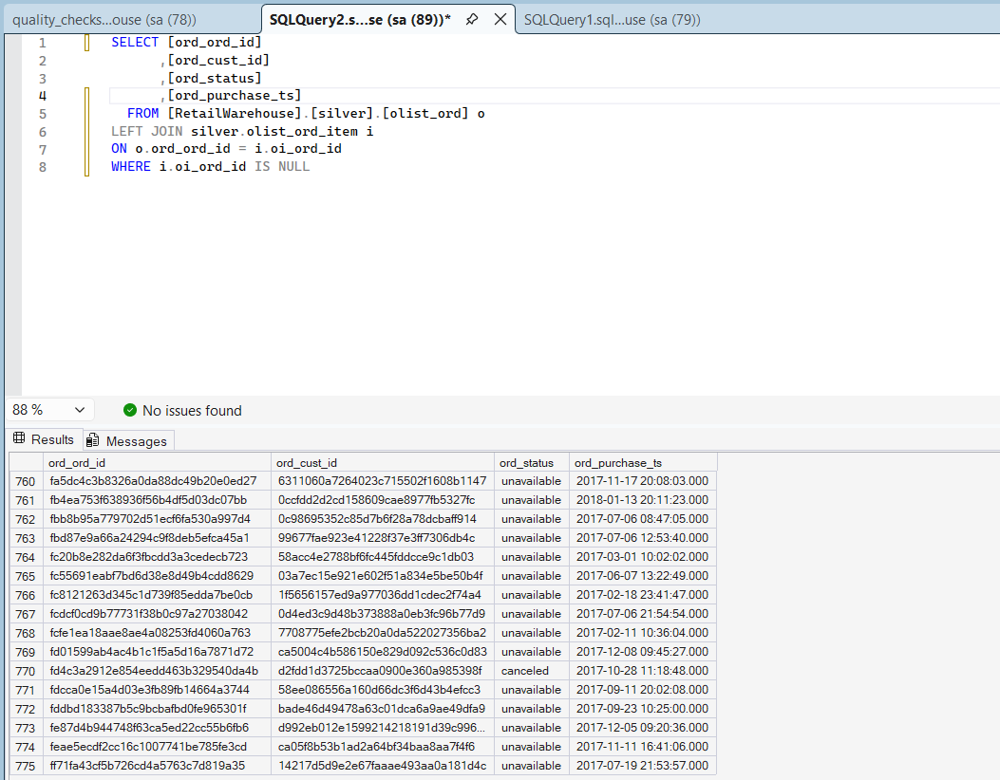 quality_checks...ouse (sa (78))
SQLQuery2.s...se (sa (89))*
SQLQuery1.sql...use (sa (79))
1 SELECT [ord_ord_id]
2 ,[ord_cust_id]
3 ,[ord_status]
4 ,[ord_purchase_ts]
5 FROM [RetailWarehouse].[silver].[olist_ord] o
6 LEFT JOIN silver.olist_ord_item i
7 ON o.ord_ord_id = i.oi_ord_id
8 WHERE i.oi_ord_id IS NULL
88 % No issues found
Results Messages
ord_ord_id ord_cust_id ord_status ord_purchase_ts
760 fa5dc4c3b8326a0da88dc49b20e0ed27 6311060a7264023c715502f1608b1147 unavailable 2017-11-17 20:08:03.000
761 fb4ea753f638936f56b4df5d03dc07bb 0ccfdd2d2cd158609cae8977fb5327fc unavailable 2018-01-13 20:11:23.000
762 fbb8b95a779702d51ecf6fa530a997d4 0c98695352c85d7b6f28a78dcbaff914 unavailable 2017-07-06 08:47:05.000
763 fbd87e9a66a24294c9f8deb5efca45a1 99677fae923e41228f37e3ff7306db4c unavailable 2017-07-06 12:53:40.000
764 fc20b8e282da6f3fbcdd3a3cedecb723 58acc4e2788bf6fc445fddcce9c1db03 unavailable 2017-03-01 10:02:02.000
765 fc55691eabf7bd6d38e8d49b4cdd8629 03a7ec15e921e602f51a834e5be50b4f unavailable 2017-06-07 13:22:49.000
766 fc8121263d345c1d739f85edda7be0cb 1f5656157ed9a977036dd1cdec2f74a4 unavailable 2017-02-18 23:41:47.000
767 fcdcf0cd9b77731f38b0c97a27038042 0d4ed3c9d48b373888a0eb3fc96b77d9 unavailable 2017-07-06 21:54:54.000
768 fcfe1ea18aae8ae4a08253fd4060a763 7708775efe2bcb20a0da522027356ba2 unavailable 2017-02-11 10:36:04.000
769 fd01599ab4ac4b1c1f5a5d16a7871d72 ca5004c4b586150e829d092c536c0d83 unavailable 2017-12-08 09:45:27.000
770 fd4c3a2912e854eedd463b329540da4b d2fdd1d3725bccaa0900e360a985398f canceled 2017-10-28 11:18:48.000
771 fdcca0e15a4d03e3fb89fb14664a3744 58ee086556a160d66dc3f6d43b4efcc3 unavailable 2017-09-11 20:02:08.000
772 fddbd183387b5c9bcbafbd0fe965301f bade46d49478a63c01dca6a9ae49dfa9 unavailable 2017-09-23 10:25:00.000
773 fe87d4b944748f63ca5ed22cc55b6fb6 d992eb012e1599214218191d39c996... unavailable 2017-12-05 09:20:36.000
774 feae5ecdf2cc16c1007741be785fe3cd ca05f8b53b1ad2a64bf34baa8aa7f4f6 unavailable 2017-11-11 16:41:06.000
775 ff71fa43cf5b726cd4a5763c7d819a35 14217d5d9e2e67faaae493aa0a181d4c unavailable 2017-07-19 21:53:57.000